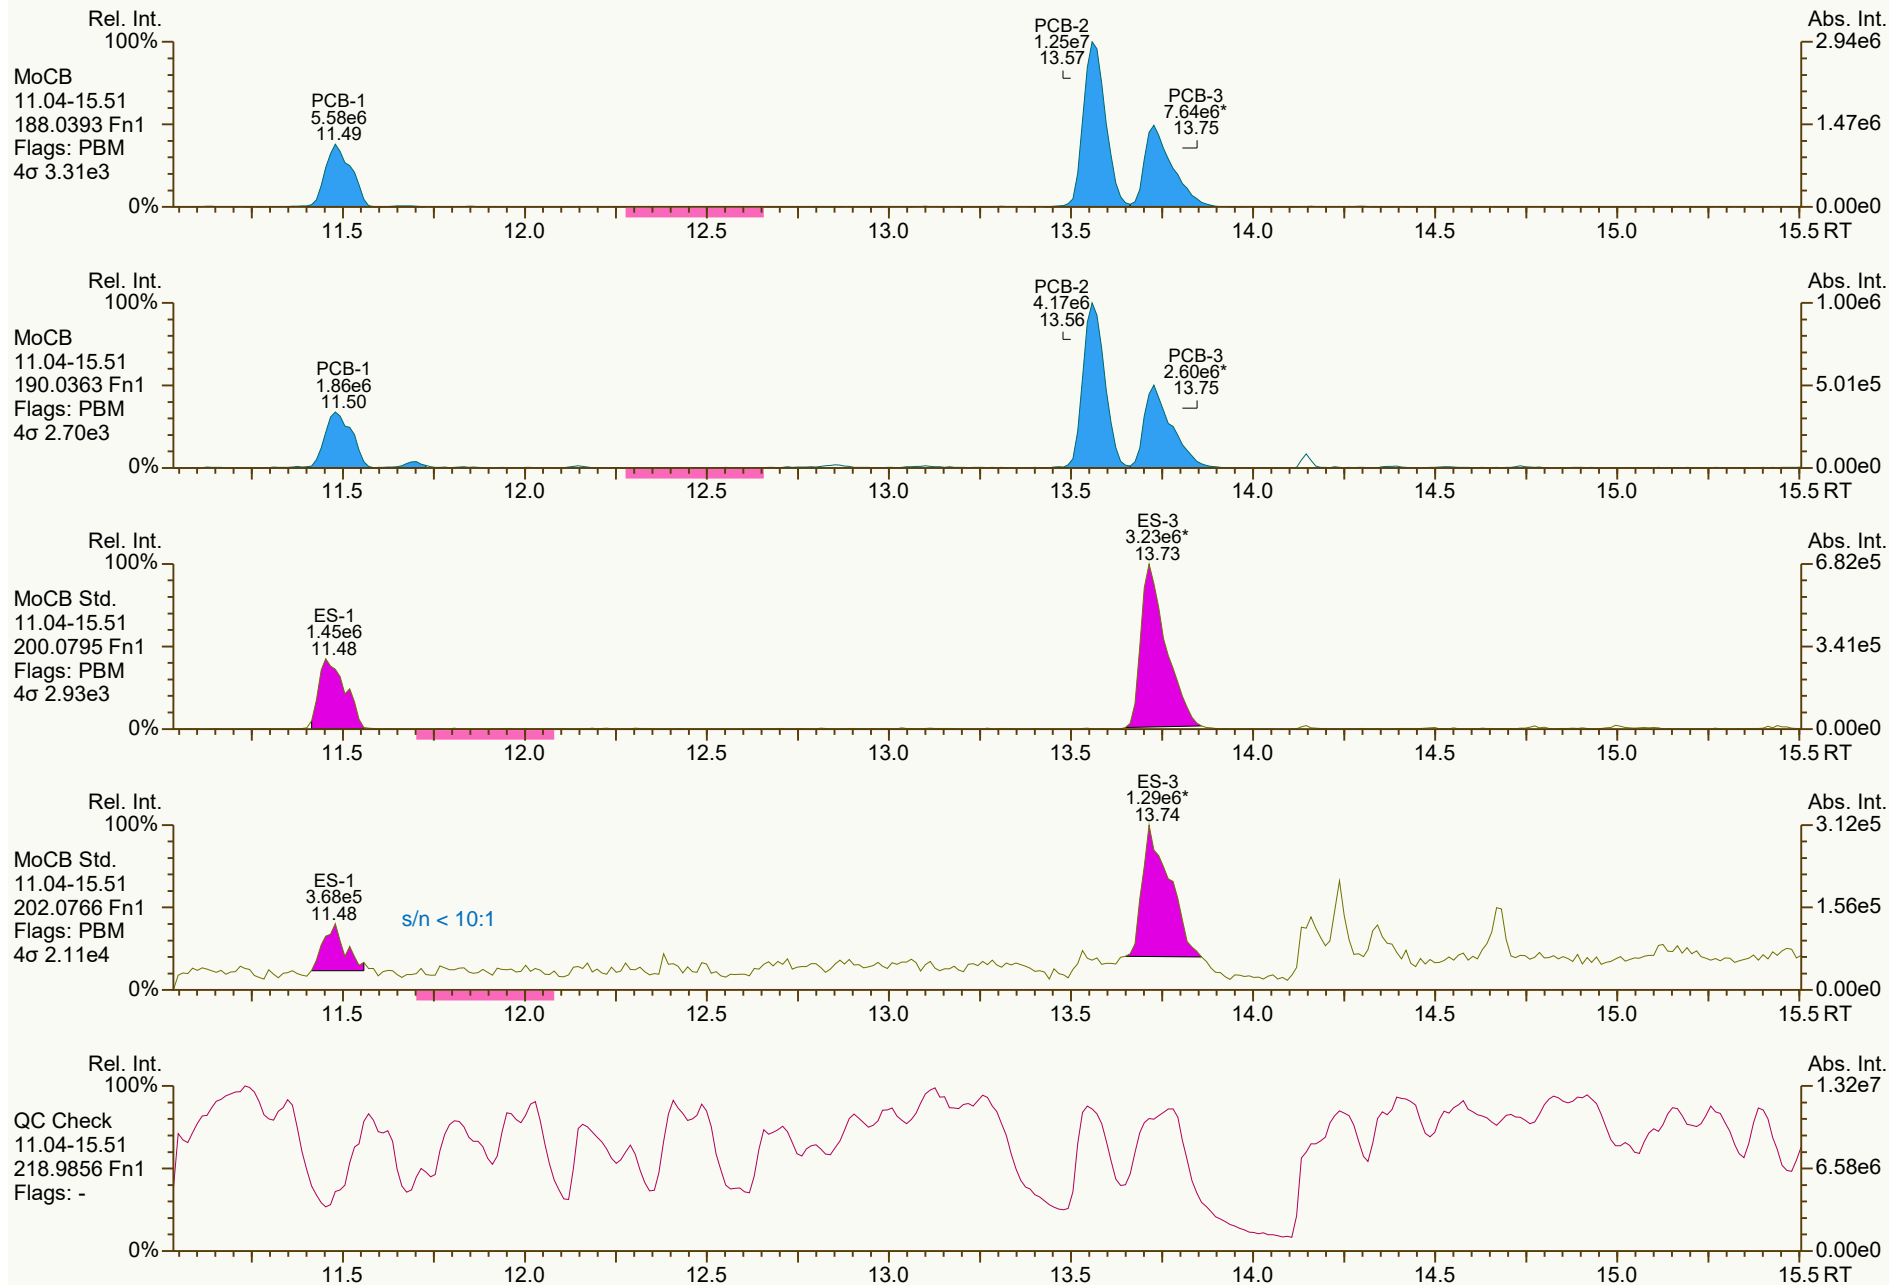 Rel. Int.
100%
0%
MoCB
11.04-15.51
188.0393 Fn1
Flags: PBM
4σ 3.31e3
PCB-1
5.58e6
11.49
PCB-2
1.25e7
13.57
PCB-3
7.64e6*
13.75
Abs. Int.
2.94e6
1.47e6
0.00e0
11.5 12.0 12.5 13.0 13.5 14.0 14.5 15.0 15.5 RT
Rel. Int.
100%
0%
MoCB
11.04-15.51
190.0363 Fn1
Flags: PBM
4σ 2.70e3
PCB-1
1.86e6
11.50
PCB-2
4.17e6
13.56
PCB-3
2.60e6*
13.75
Abs. Int.
1.00e6
5.01e5
0.00e0
11.5 12.0 12.5 13.0 13.5 14.0 14.5 15.0 15.5 RT
Rel. Int.
100%
0%
MoCB Std.
11.04-15.51
200.0795 Fn1
Flags: PBM
4σ 2.93e3
ES-1
1.45e6
11.48
ES-3
3.23e6*
13.73
Abs. Int.
6.82e5
3.41e5
0.00e0
11.5 12.0 12.5 13.0 13.5 14.0 14.5 15.0 15.5 RT
Rel. Int.
100%
0%
MoCB Std.
11.04-15.51
202.0766 Fn1
Flags: PBM
4σ 2.11e4
ES-1
3.68e5
11.48
s/n < 10:1
ES-3
1.29e6*
13.74
Abs. Int.
3.12e5
1.56e5
0.00e0
11.5 12.0 12.5 13.0 13.5 14.0 14.5 15.0 15.5 RT
Rel. Int.
100%
0%
QC Check
11.04-15.51
218.9856 Fn1
Flags: -
Abs. Int.
1.32e7
6.58e6
0.00e0
11.5 12.0 12.5 13.0 13.5 14.0 14.5 15.0 15.5 RT